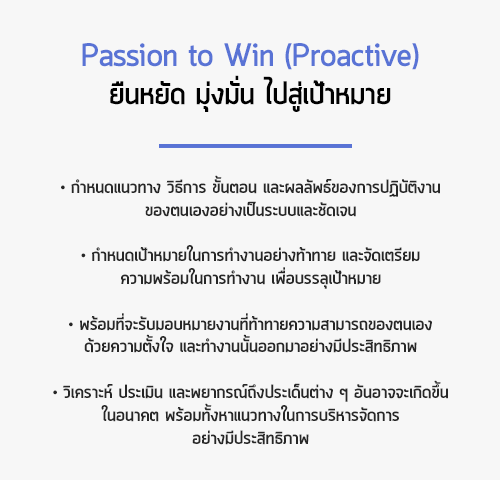 Passion to Win (Proactive)
ยืนหยัด มุ่งมั่น ไปสู่เป้าหมาย
• กำหนดแนวทาง วิธีการ ขั้นตอน และผลลัพธ์ของการปฏิบัติงาน
ของตนเองอย่างเป็นระบบและชัดเจน
• กำหนดเป้าหมายในการทำงานอย่างท้าทาย และจัดเตรียม
ความพร้อมในการทำงาน เพื่อบรรลุเป้าหมาย
• พร้อมที่จะรับมอบหมายงานที่ท้าทายความสามารถของตนเอง
ด้วยความตั้งใจ และทำงานนั้นออกมาอย่างมีประสิทธิภาพ
• วิเคราะห์ ประเมิน และพยากรณ์ถึงประเด็นต่าง ๆ อันอาจจะเกิดขึ้น
ในอนาคต พร้อมทั้งหาแนวทางในการบริหารจัดการ
อย่างมีประสิทธิภาพ